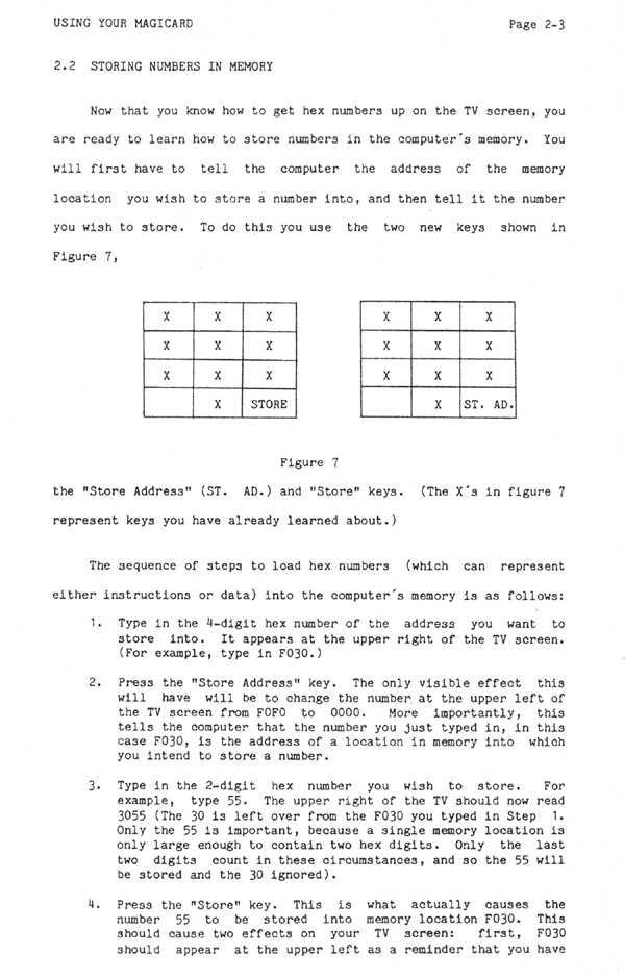 USING YOUR MAGICARD Page 2-3
2.2 STORING NUMBERS IN MEMORY
Now that you know how to get hex numbers up on the TV screen, you
are ready to learn how to store numbers in the computer's memory. You
will first have to tell the computer the address of the memory
location you wish to store a number into, and then tell it the number
you wish to store. To do this you use the two new keys shown in
Figure 7,
X X X X X X
X X X X X X
X X X X X X
X STORE X ST. AD.
Figure 7
the "Store Address" (ST. AD.) and "Store" keys. (The X's in figure 7
represent keys you have already learned about.)
The sequence of steps to load hex numbers (which can represent
either instructions or data) into the computer's memory is as follows:
1. Type in the 4-digit hex number of the address you want to
store into. It appears at the upper right of the TV screen.
(For example, type in F030.)
2. Press the "Store Address" key. The only visible effect this
will have will be to change the number at the upper left of
the TV screen from F0F0 to 0000. More importantly, this
tells the computer that the number you just typed in, in this
case F030, is the address of a location in memory into which
you intend to store a number.
3. Type in the 2-digit hex number you wish to store. For
example, type 55. The upper right of the TV should now read
3055 (The 30 is left over from the F030 you typed in Step 1.
Only the 55 is important, because a single memory location is
only large enough to contain two hex digits. Only the last
two digits count in these circumstances, and so the 55 will
be stored and the 30 ignored).
4. Press the "Store" key. This is what actually causes the
number 55 to be stored into memory location F030. This
should cause two effects on your TV screen: first, F030
should appear at the upper left as a reminder that you have